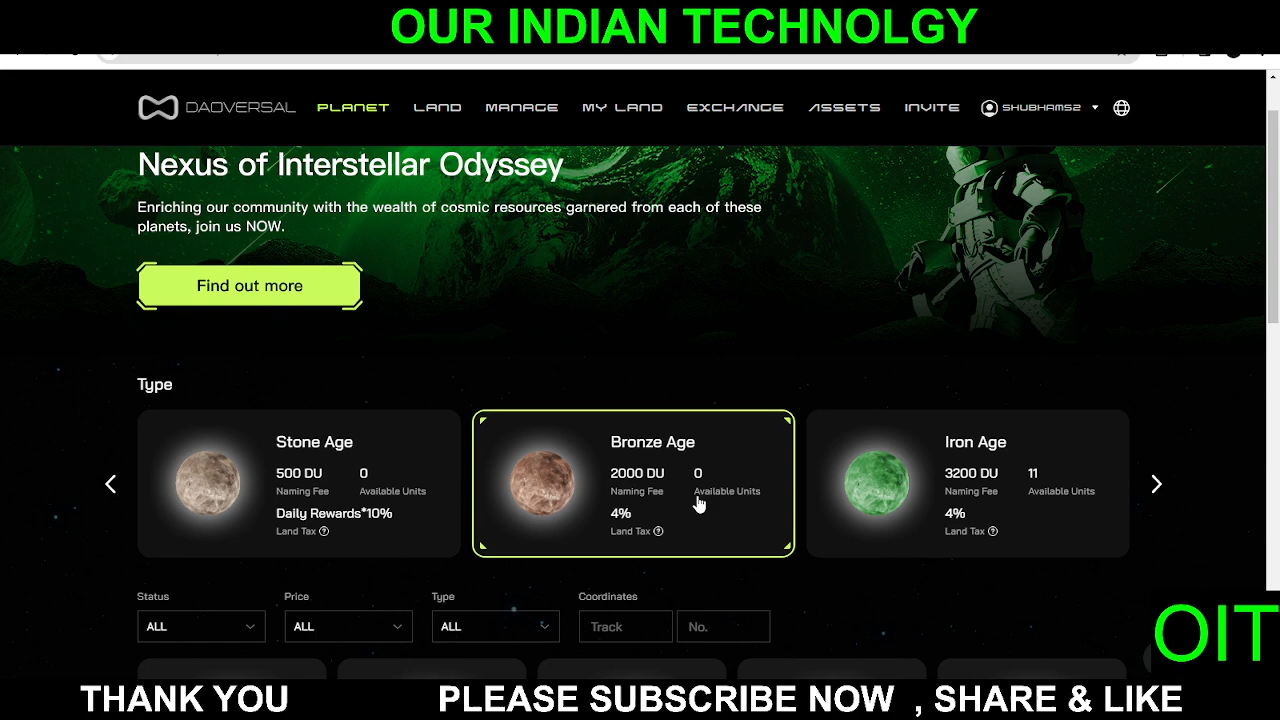 OUR INDIAN TECHNOLGY
DAOVERSAL PLANET LAND MANAGE MY LAND EXCHANGE ASSETS INVITE SHUBHAMS2
Nexus of Interstellar Odyssey
Enriching our community with the wealth of cosmic resources garnered from each of these
planets, join us NOW.
Find out more
Type
Stone Age
500 DU 0
Naming Fee Available Units
Daily Rewards*10%
Land Tax ?
Bronze Age
2000 DU 0
Naming Fee Available Units
4%
Land Tax ?
Iron Age
3200 DU 11
Naming Fee Available Units
4%
Land Tax ?
Status Price Type Coordinates
ALL ALL ALL Track No.
OIT
THANK YOU PLEASE SUBSCRIBE NOW , SHARE & LIKE